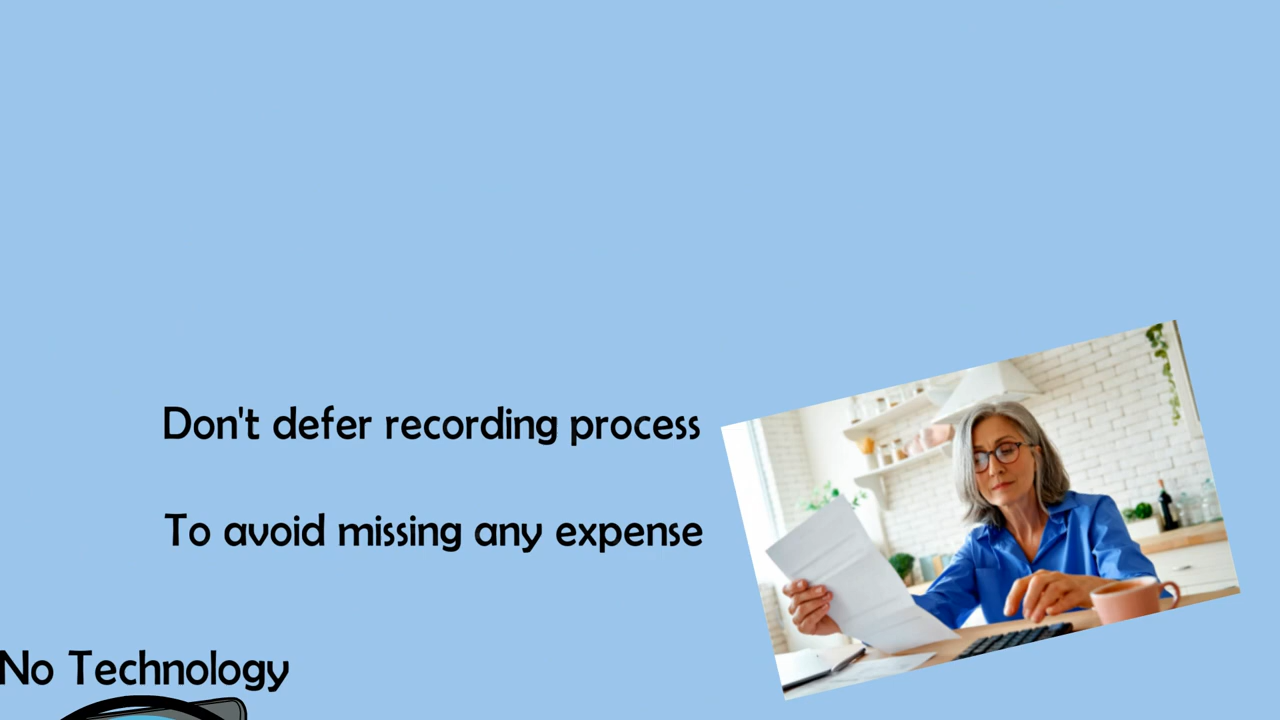 Don't defer recording process
To avoid missing any expense
No Technology